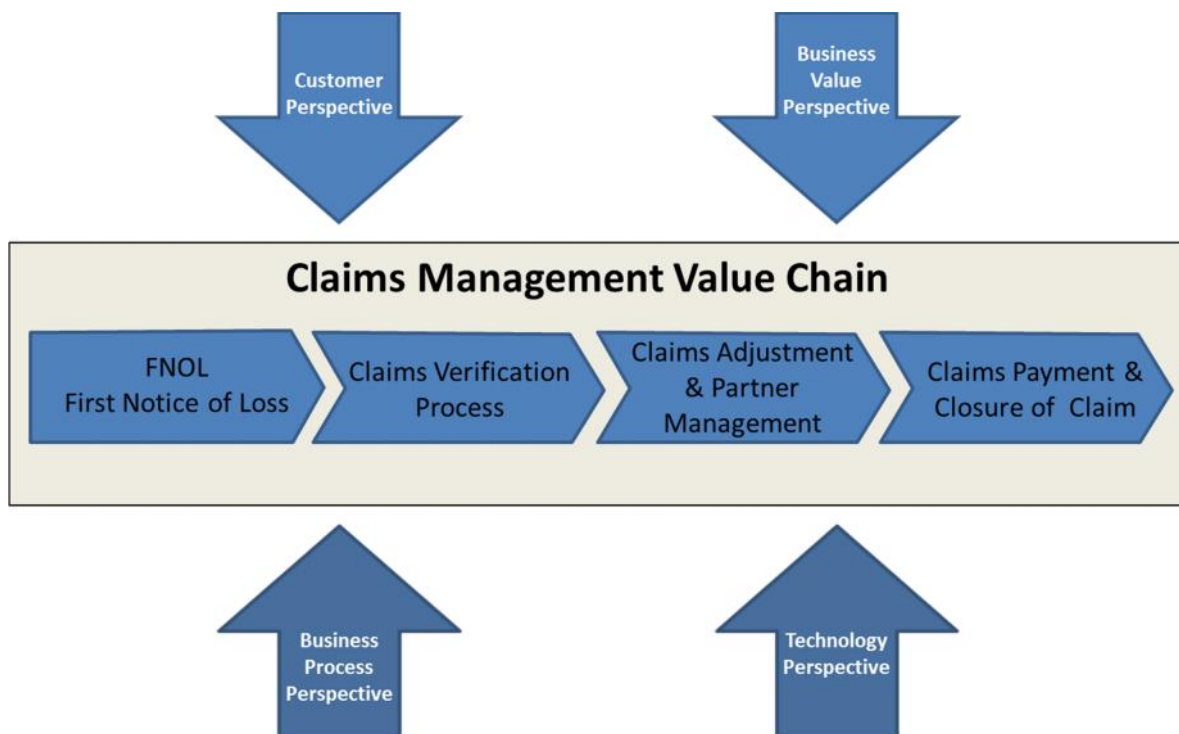 Customer
Perspective
Business
Value
Perspective
Claims Management Value Chain
FNOL
First Notice of Loss
Claims Verification
Process
Claims Adjustment
& Partner
Management
Claims Payment &
Closure of Claim
Business
Process
Perspective
Technology
Perspective